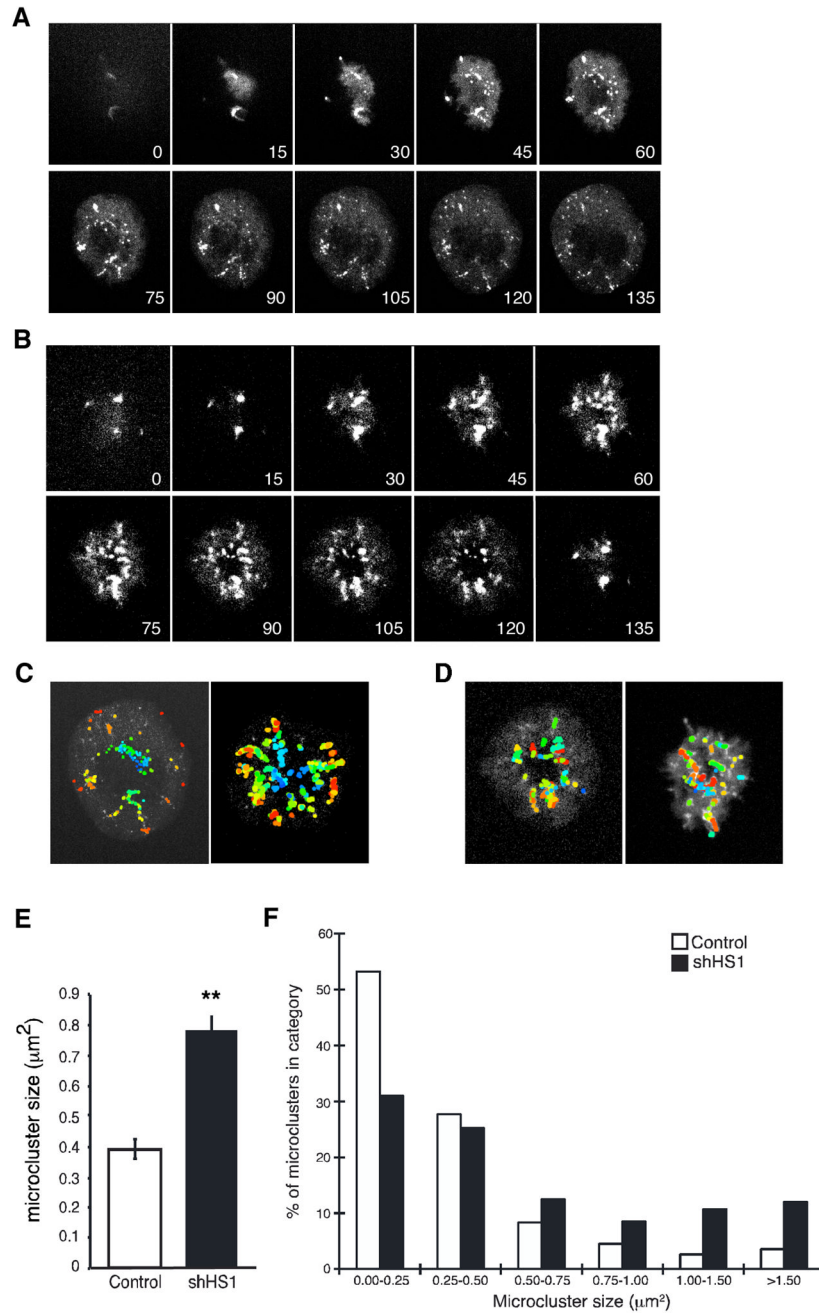 A
0 15 30 45 60
75 90 105 120 135
B
0 15 30 45 60
75 90 105 120 135
C
D
E
microcluster size (μm2)
0.9
0.8
0.7
0.6
0.5
0.4
0.3
0.2
0.1
0
**
Control shHS1
F
% of microclusters in category
60
50
40
30
20
10
0
Control
shHS1
0.00-0.25 0.25-0.50 0.50-0.75 0.75-1.00 1.00-1.50 >1.50
Microcluster size (μm²)